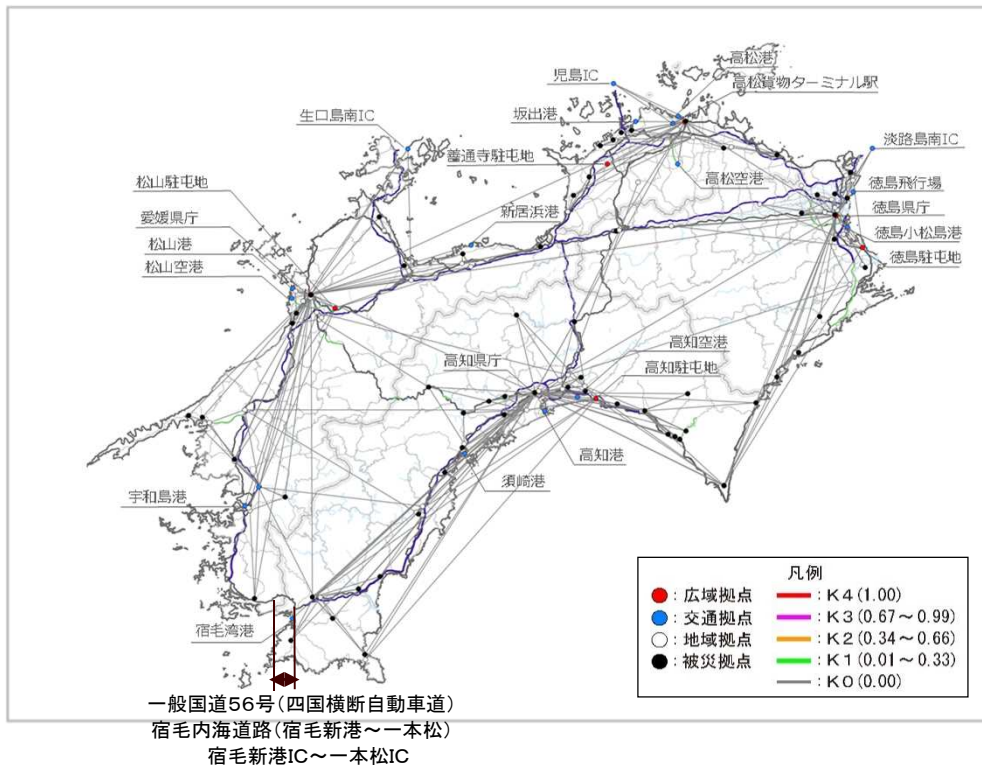 高松港
児島IC
高松貨物ターミナル駅
生口島南IC
坂出港
淡路島南IC
善通寺駐屯地
松山駐屯地
高松空港
徳島飛行場
愛媛県庁
新居浜港
徳島県庁
松山港
徳島小松島港
松山空港
徳島駐屯地
高知空港
高知県庁
高知駐屯地
高知港
須崎港
宇和島港
宿毛湾港
凡例
:広域拠点
:K4(1.00)
:交通拠点
:K3(0.67～0.99)
:地域拠点
:K2(0.34～0.66)
:被災拠点
:K1(0.01～0.33)
:K0(0.00)
一般国道56号(四国横断自動車道)
宿毛内海道路(宿毛新港～一本松)
宿毛新港IC～一本松IC